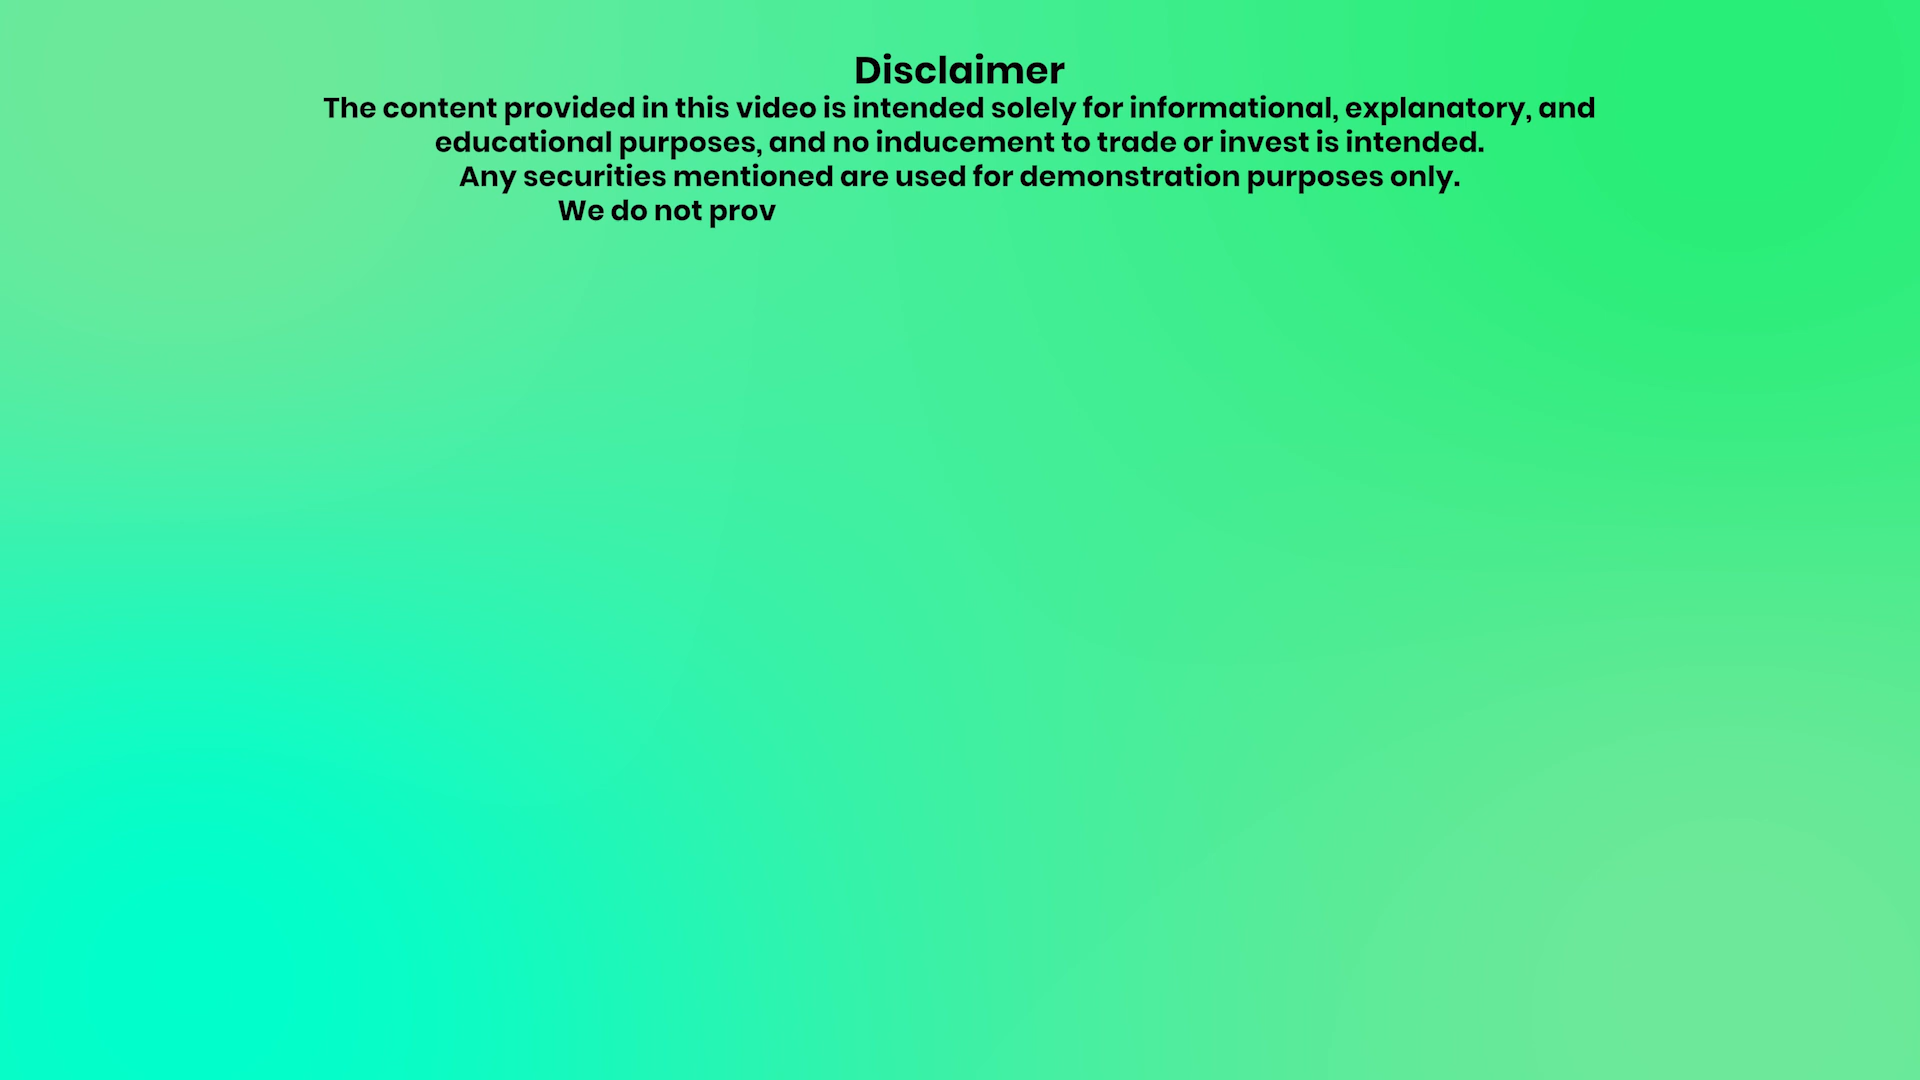 Disclaimer
The content provided in this video is intended solely for informational, explanatory, and
educational purposes, and no inducement to trade or invest is intended.
Any securities mentioned are used for demonstration purposes only.
We do not prov